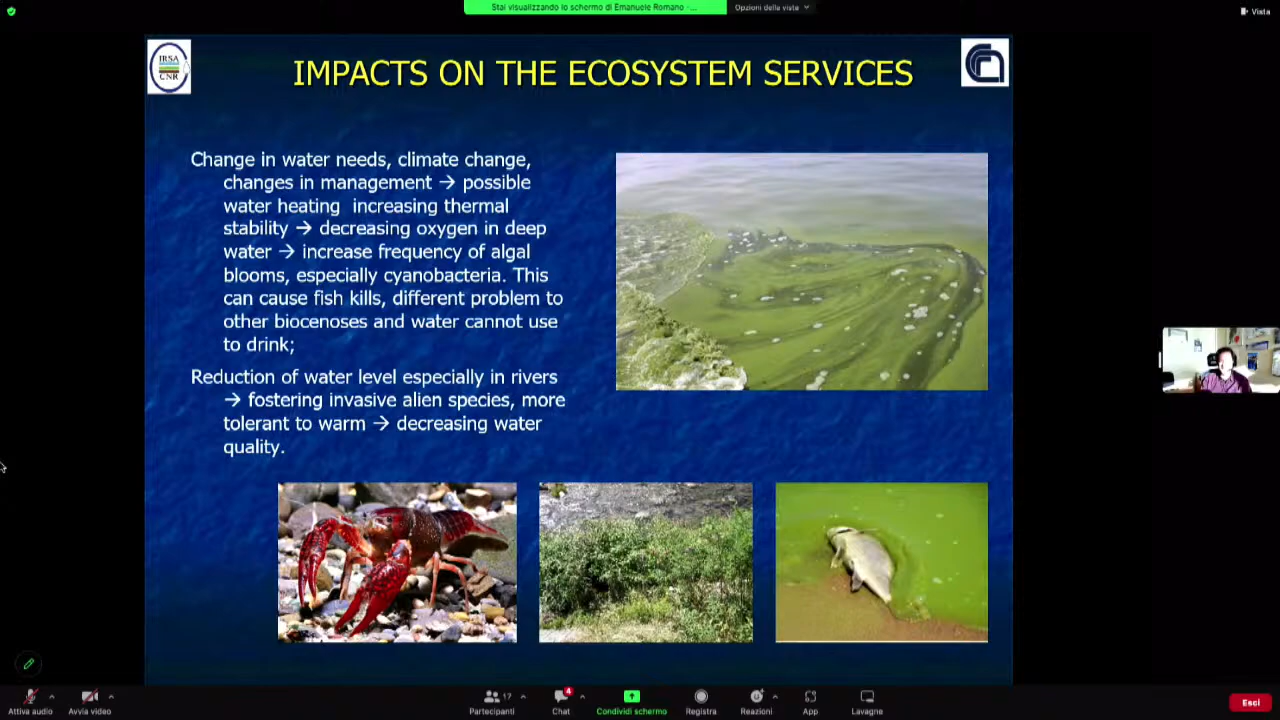 Stai visualizzando lo schermo di Emanuele Romano -...
Opzioni della vista
Vista
IRSA
CNR
IMPACTS ON THE ECOSYSTEM SERVICES
Change in water needs, climate change,
changes in management → possible
water heating increasing thermal
stability → decreasing oxygen in deep
water → increase frequency of algal
blooms, especially cyanobacteria. This
can cause fish kills, different problem to
other biocenoses and water cannot use
to drink;
Reduction of water level especially in rivers
→ fostering invasive alien species, more
tolerant to warm → decreasing water
quality.
17
4
Attiva audio
Avvia video
Partecipanti
Chat
Condividi schermo
Registra
Reazioni
App
Lavagne
Esci